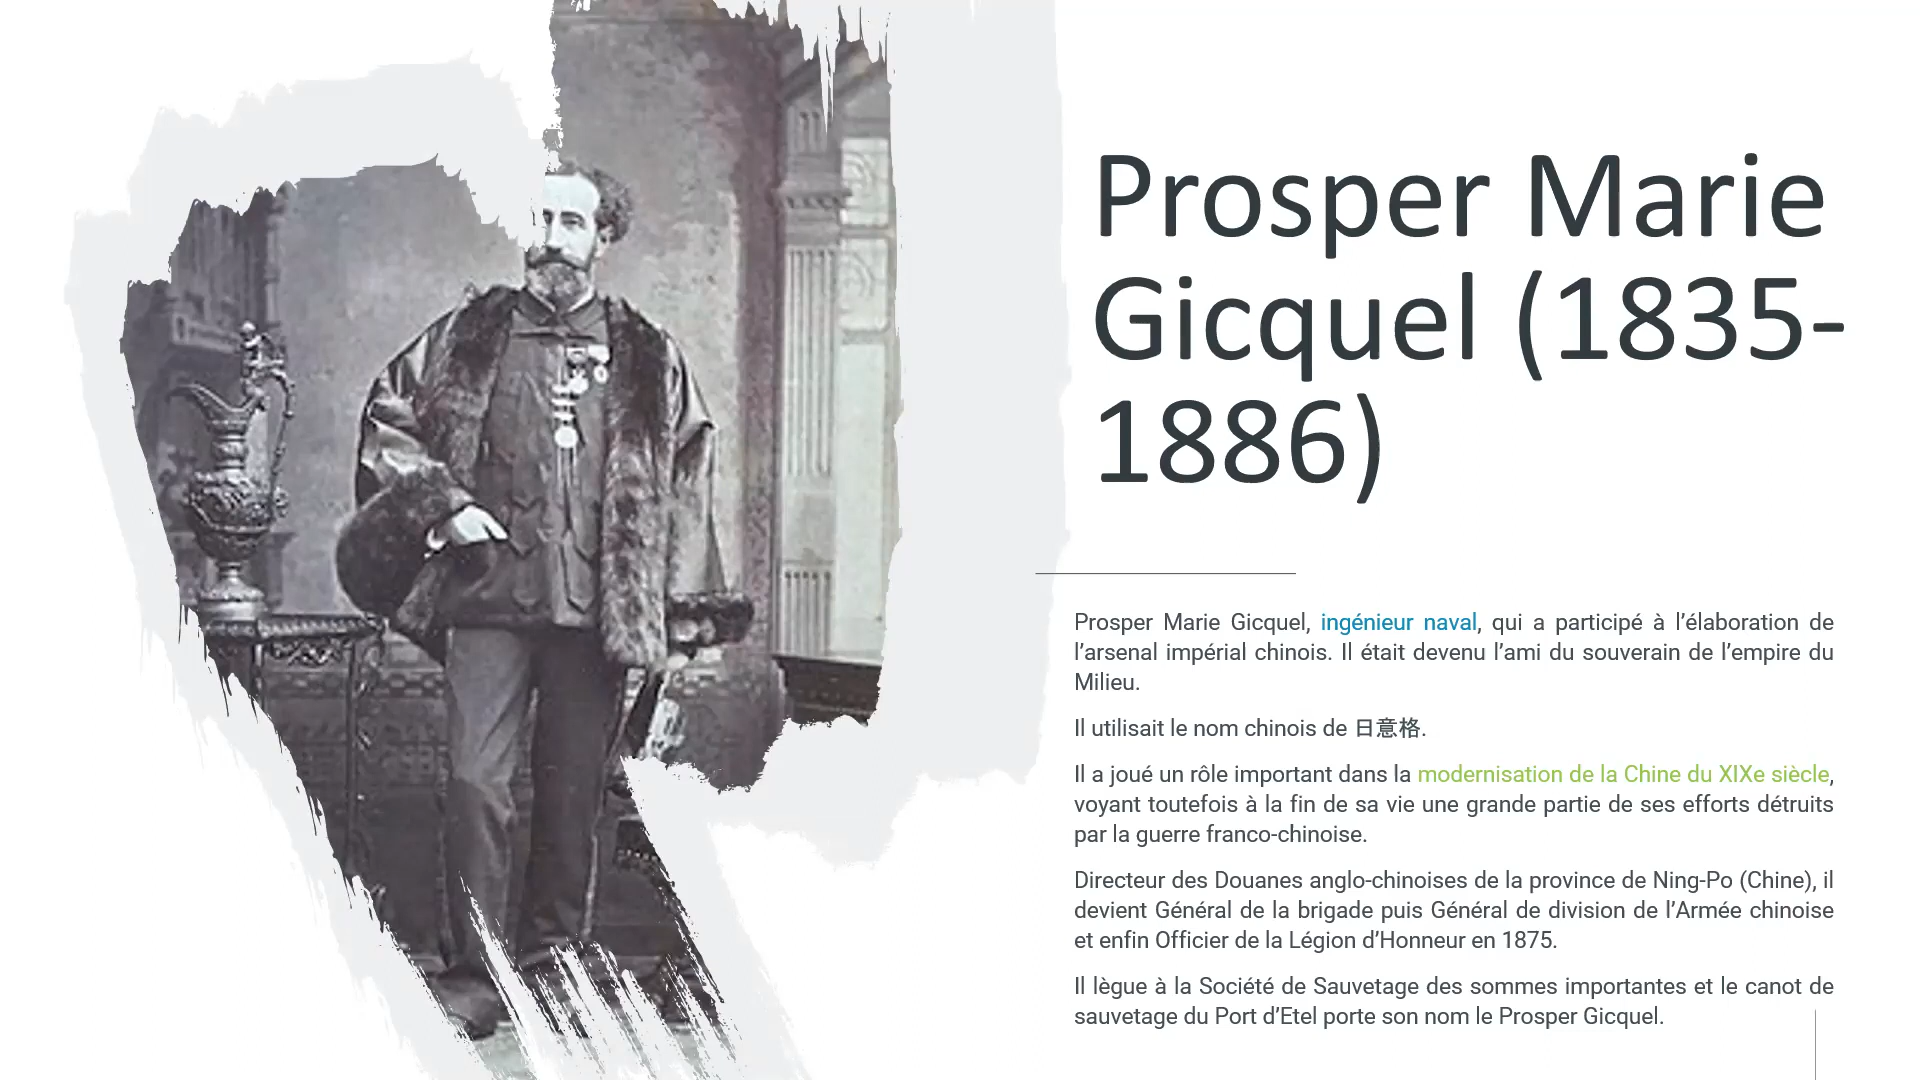 Prosper Marie
Gicquel (1835-
1886)
Prosper Marie Gicquel, ingénieur naval, qui a participé à l’élaboration de
l’arsenal impérial chinois. Il était devenu l’ami du souverain de l’empire du
Milieu.
Il utilisait le nom chinois de 日意格.
Il a joué un rôle important dans la modernisation de la Chine du XIXe siècle,
voyant toutefois à la fin de sa vie une grande partie de ses efforts détruits
par la guerre franco-chinoise.
Directeur des Douanes anglo-chinoises de la province de Ning-Po (Chine), il
devient Général de la brigade puis Général de division de l’Armée chinoise
et enfin Officier de la Légion d’Honneur en 1875.
Il lègue à la Société de Sauvetage des sommes importantes et le canot de
sauvetage du Port d’Etel porte son nom le Prosper Gicquel.